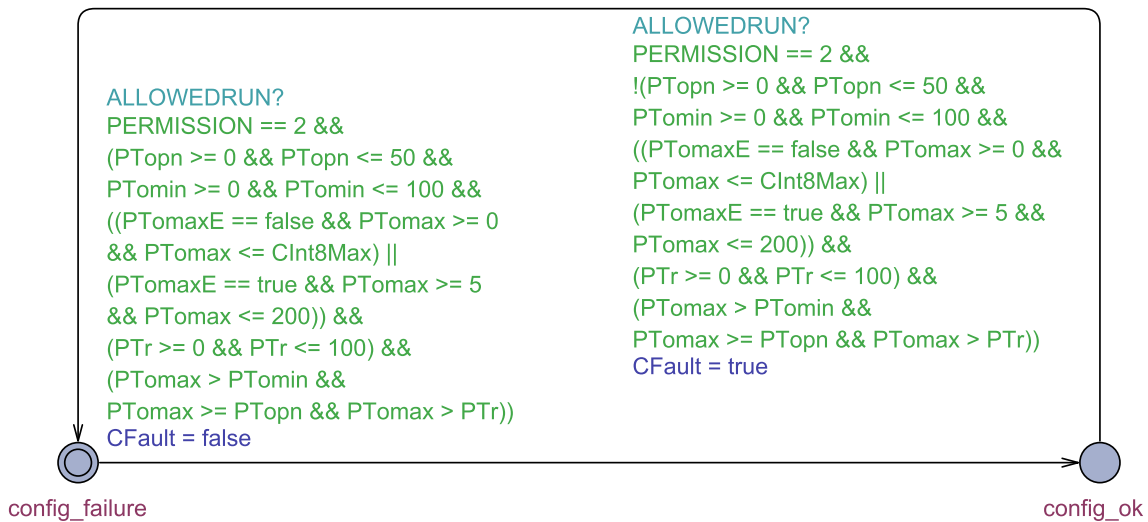 ALLOWEDRUN?
PERMISSION == 2 &&
(PTopn >= 0 && PTopn <= 50 &&
PTomin >= 0 && PTomin <= 100 &&
((PTomaxE == false && PTomax >= 0
&& PTomax <= CInt8Max) ||
(PTomaxE == true && PTomax >= 5
&& PTomax <= 200)) &&
(PTr >= 0 && PTr <= 100) &&
(PTomax > PTomin &&
PTomax >= PTopn && PTomax > PTr))
CFault = false
ALLOWEDRUN?
PERMISSION == 2 &&
!(PTopn >= 0 && PTopn <= 50 &&
PTomin >= 0 && PTomin <= 100 &&
((PTomaxE == false && PTomax >= 0 &&
PTomax <= CInt8Max) ||
(PTomaxE == true && PTomax >= 5 &&
PTomax <= 200)) &&
(PTr >= 0 && PTr <= 100) &&
(PTomax > PTomin &&
PTomax >= PTopn && PTomax > PTr))
CFault = true
config_failure
config_ok